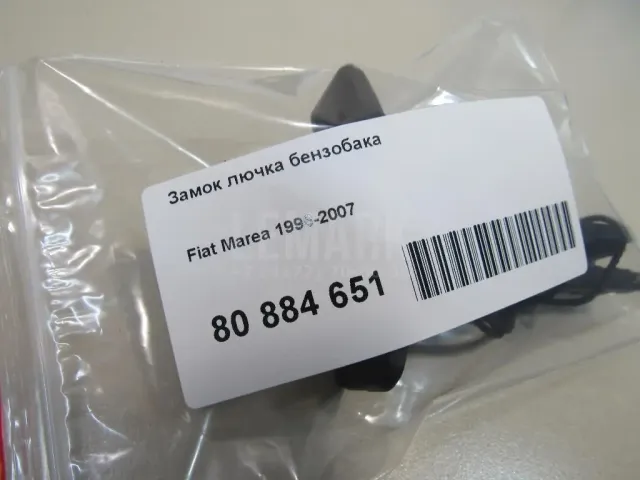 Замок лючка бензобака
Fiat Marea 1996-2007
80 884 651